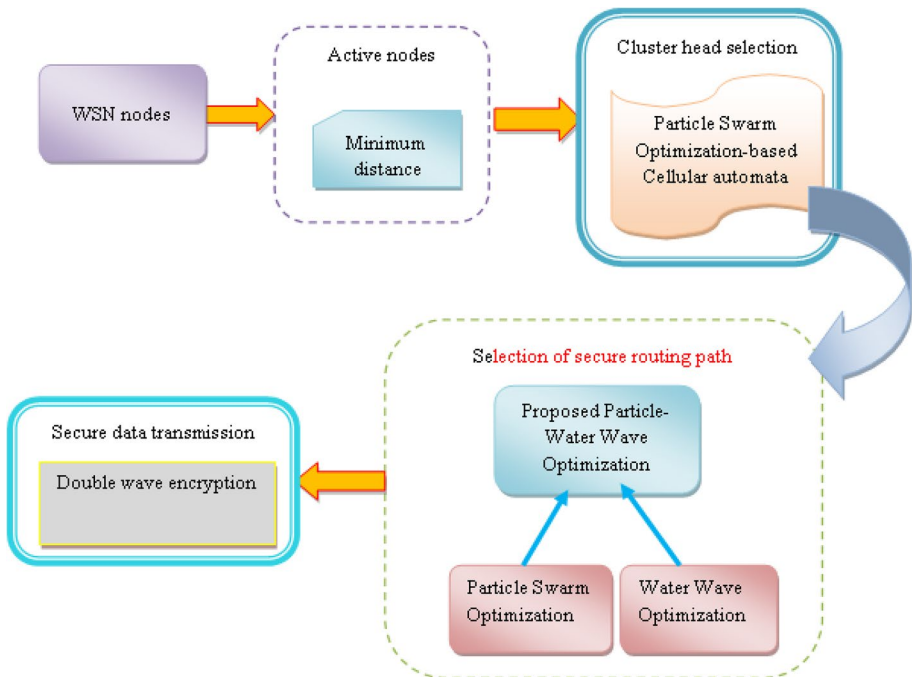 WSN nodes
Active nodes
Minimum
distance
Cluster head selection
Particle Swarm
Optimization-based
Cellular automata
Selection of secure routing path
Proposed Particle-
Water Wave
Optimization
Particle Swarm
Optimization
Water Wave
Optimization
Secure data transmission
Double wave encryption